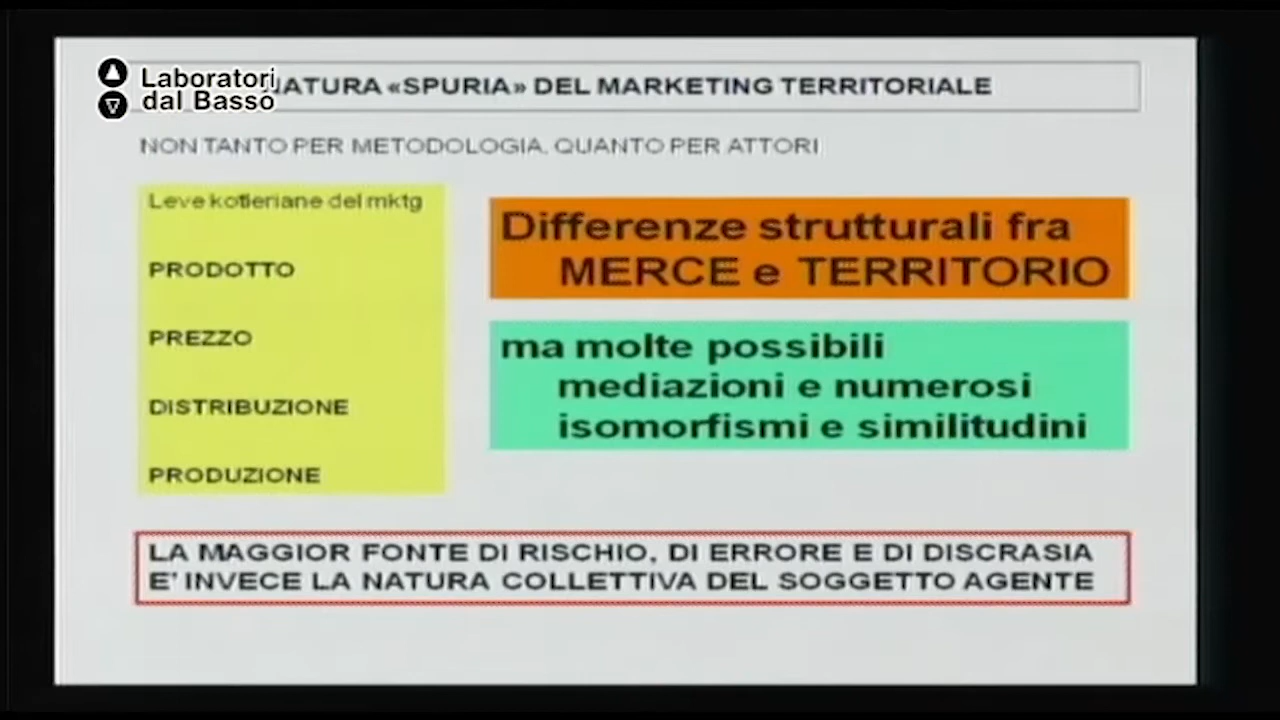 Laboratori
dal Basso
NATURA «SPURIA» DEL MARKETING TERRITORIALE
NON TANTO PER METODOLOGIA, QUANTO PER ATTORI
Leve kotleriane del mktg
PRODOTTO
PREZZO
DISTRIBUZIONE
PRODUZIONE
Differenze strutturali fra
MERCE e TERRITORIO
ma molte possibili
mediazioni e numerosi
isomorfismi e similitudini
LA MAGGIOR FONTE DI RISCHIO, DI ERRORE E DI DISCRASIA
E' INVECE LA NATURA COLLETTIVA DEL SOGGETTO AGENTE